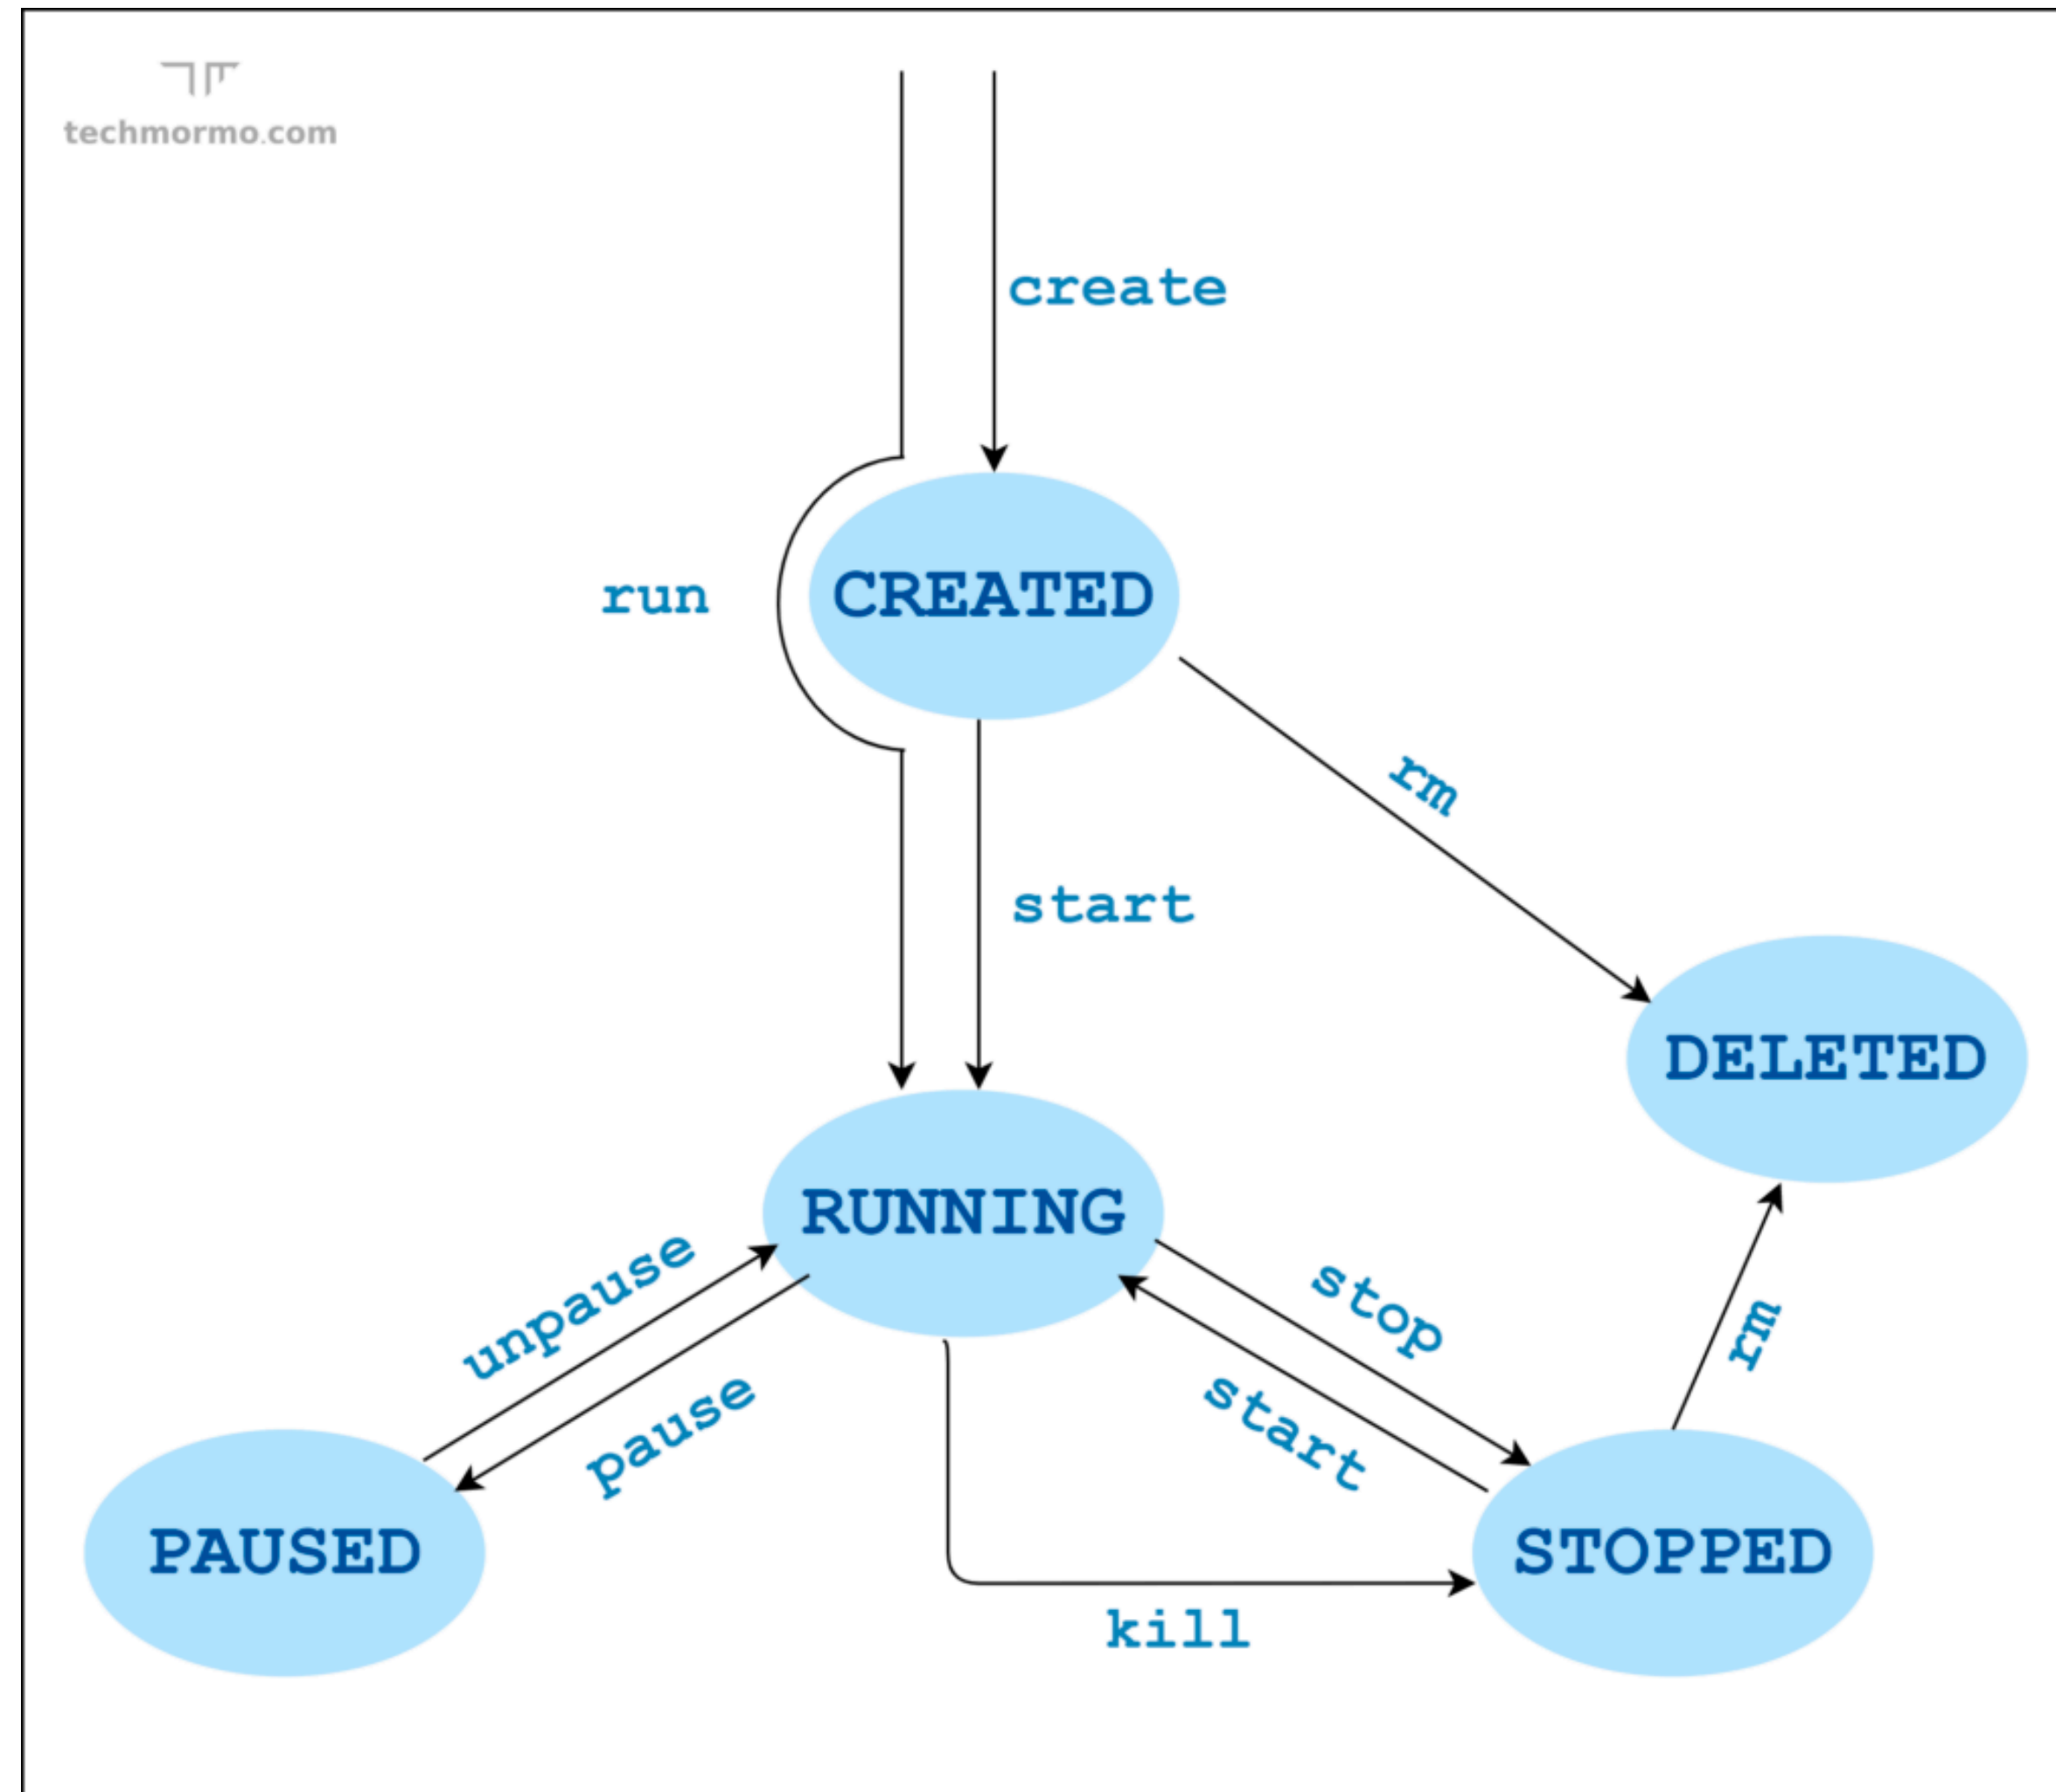 techmormo.com
create
CREATED
run
rm
start
DELETED
RUNNING
unpause
stop
rm
pause
start
PAUSED
STOPPED
kill